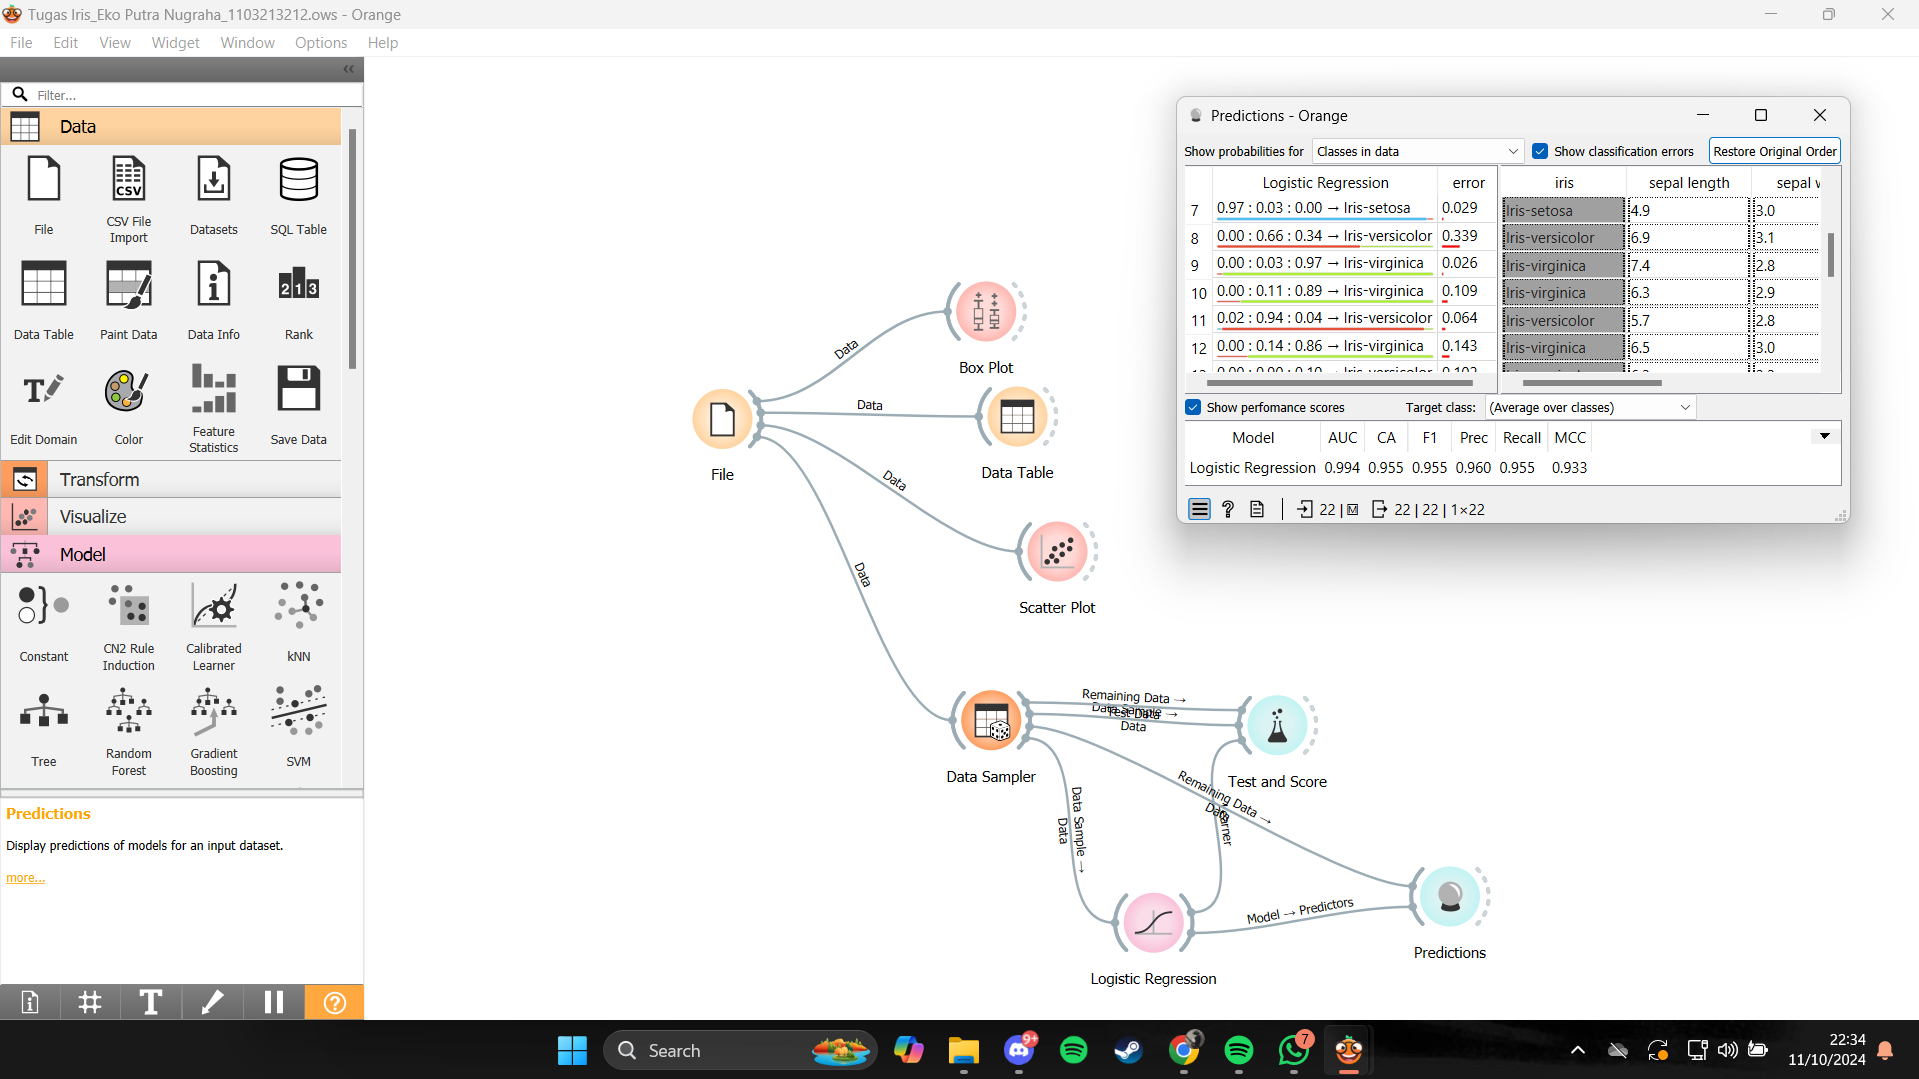 Tugas Iris_Eko Putra Nugraha_1103213212.ows - Orange
File Edit View Widget Window Options Help
Filter...
Data
File
CSV File Import
Datasets
SQL Table
Data Table
Paint Data
Data Info
Rank
Edit Domain
Color
Feature Statistics
Save Data
Transform
Visualize
Model
Constant
CN2 Rule Induction
Calibrated Learner
kNN
Tree
Random Forest
Gradient Boosting
SVM
Predictions
Display predictions of models for an input dataset.
more...
Data
Box Plot
Data
Data Table
File
Data
Scatter Plot
Data
Data Sampler
Remaining Data →
Test Data
Data Sample →
Data
Test and Score
Remaining Data →
Data
Data Sample →
Data
Logistic Regression
Model → Predictors
Predictions
Predictions - Orange
Show probabilities for Classes in data Show classification errors Restore Original Order
Logistic Regression error iris sepal length sepal
7 0.97 : 0.03 : 0.00 → Iris-setosa 0.029 Iris-setosa 4.9 3.0
8 0.00 : 0.66 : 0.34 → Iris-versicolor 0.339 Iris-versicolor 6.9 3.1
9 0.00 : 0.03 : 0.97 → Iris-virginica 0.026 Iris-virginica 7.4 2.8
10 0.00 : 0.11 : 0.89 → Iris-virginica 0.109 Iris-virginica 6.3 2.9
11 0.02 : 0.94 : 0.04 → Iris-versicolor 0.064 Iris-versicolor 5.7 2.8
12 0.00 : 0.14 : 0.86 → Iris-virginica 0.143 Iris-virginica 6.5 3.0
Show perfomance scores Target class: (Average over classes)
Model AUC CA F1 Prec Recall MCC
Logistic Regression 0.994 0.955 0.955 0.960 0.955 0.933
22 | M 22 | 22 | 1×22
Search
9+
7
22:34
11/10/2024